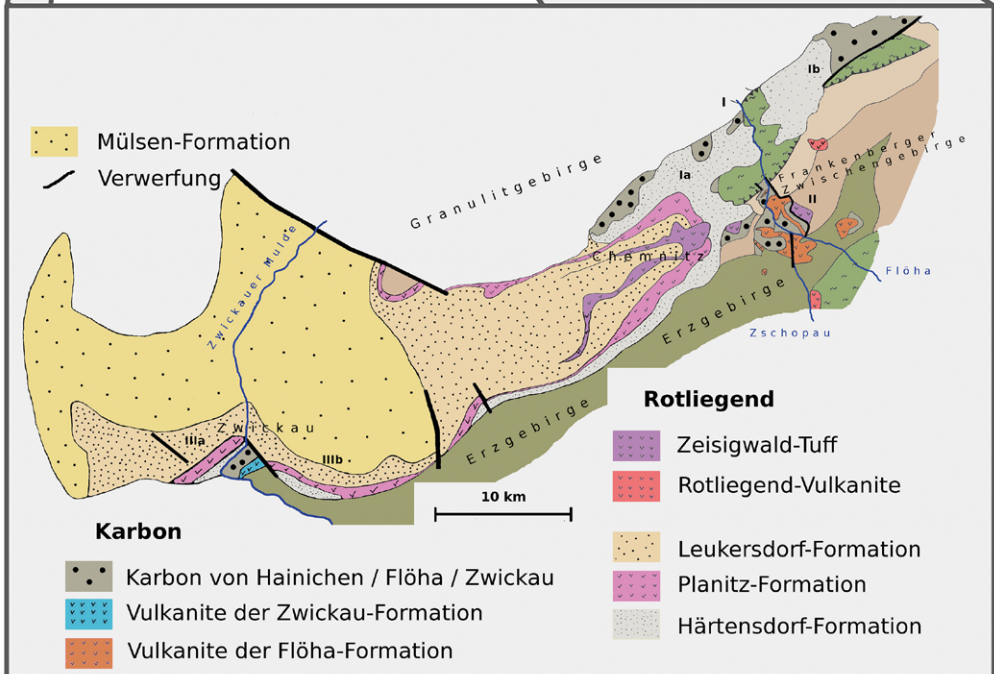 Mülsen-Formation
Verwerfung
Granulitgebirge
Zwickauer Mulde
I
Ib
Ia
Frankenberger
Zwischengebirge
II
Chemnitz
Flöha
Erzgebirge
Zschopau
Erzgebirge
Zwickau
IIIa
IIIb
10 km
Karbon
Karbon von Hainichen / Flöha / Zwickau
Vulkanite der Zwickau-Formation
Vulkanite der Flöha-Formation
Rotliegend
Zeisigwald-Tuff
Rotliegend-Vulkanite
Leukersdorf-Formation
Planitz-Formation
Härtensdorf-Formation